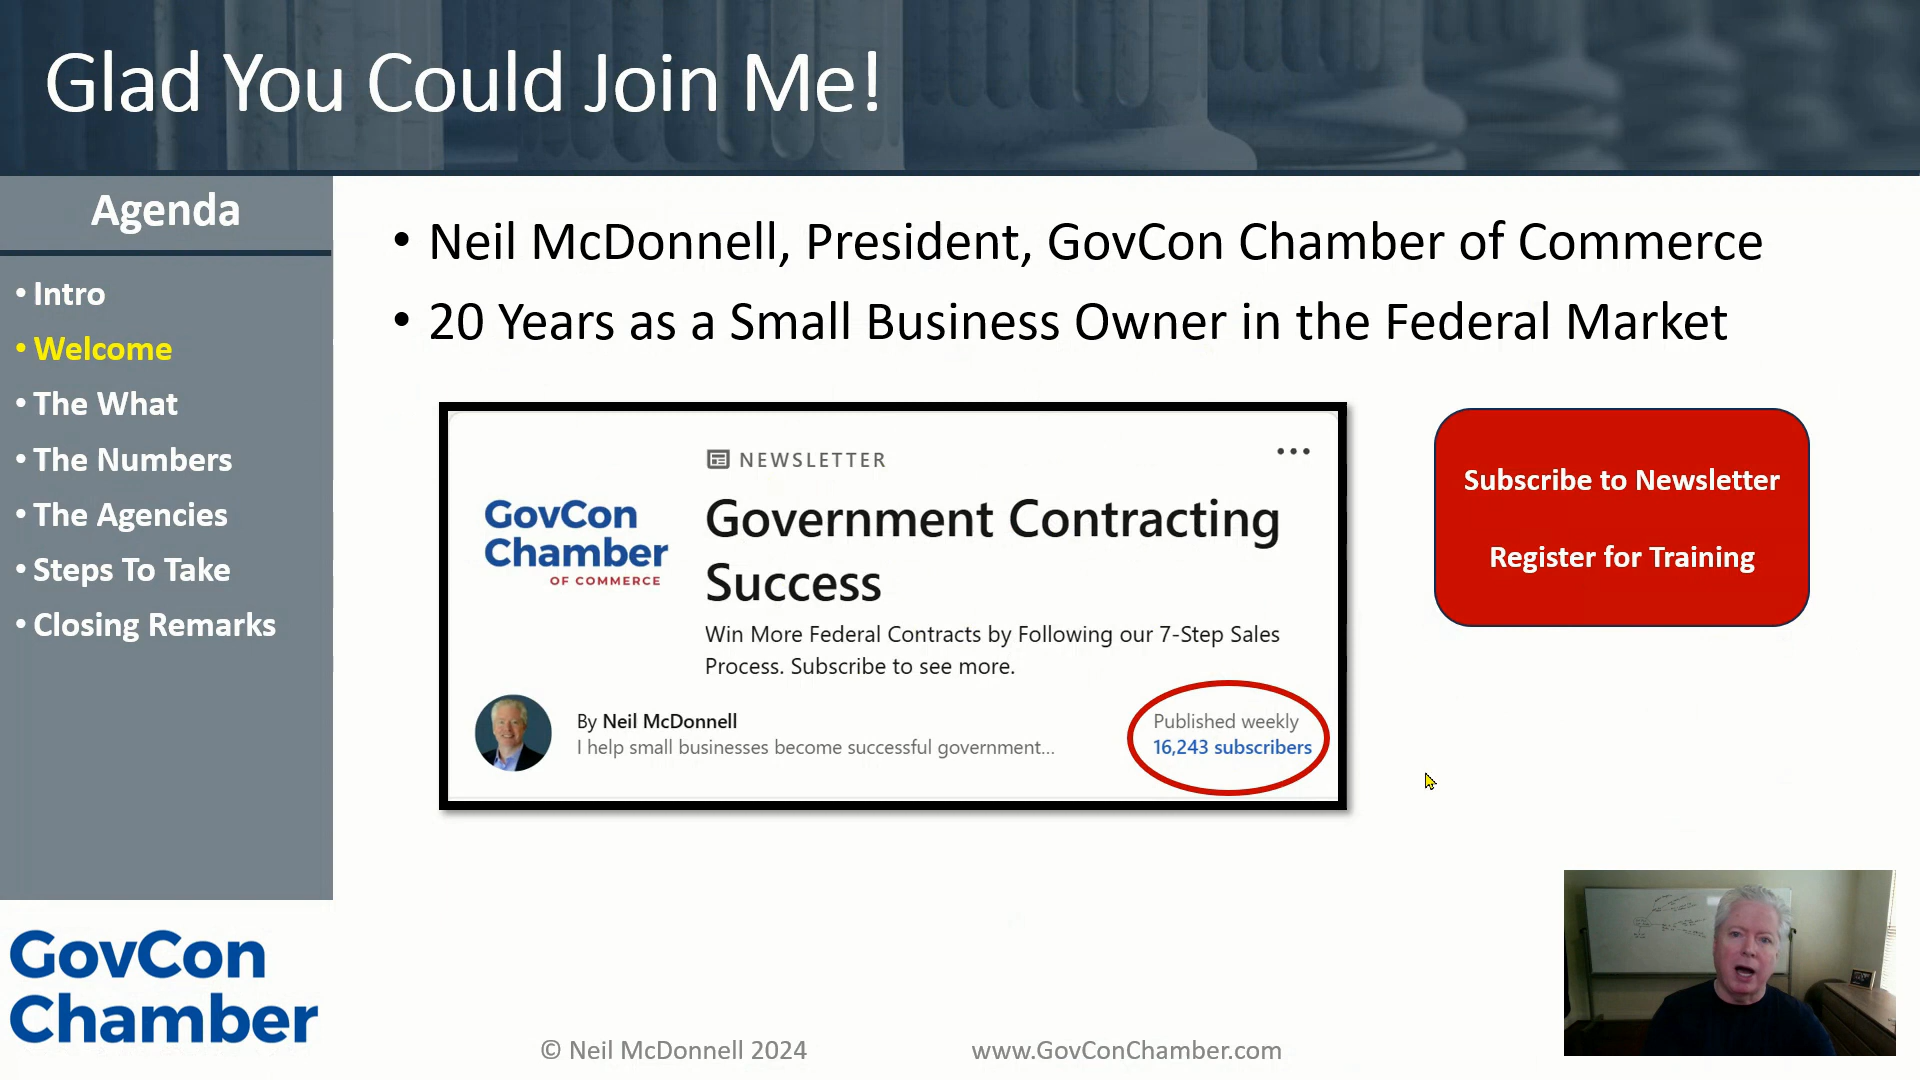 Glad You Could Join Me!
Agenda
• Intro
• Welcome
• The What
• The Numbers
• The Agencies
• Steps To Take
• Closing Remarks
• Neil McDonnell, President, GovCon Chamber of Commerce
• 20 Years as a Small Business Owner in the Federal Market
NEWSLETTER
GovCon
Chamber
OF COMMERCE
Government Contracting
Success
Win More Federal Contracts by Following our 7-Step Sales
Process. Subscribe to see more.
By Neil McDonnell
I help small businesses become successful government...
Published weekly
16,243 subscribers
Subscribe to Newsletter
Register for Training
GovCon
Chamber
© Neil McDonnell 2024
www.GovConChamber.com